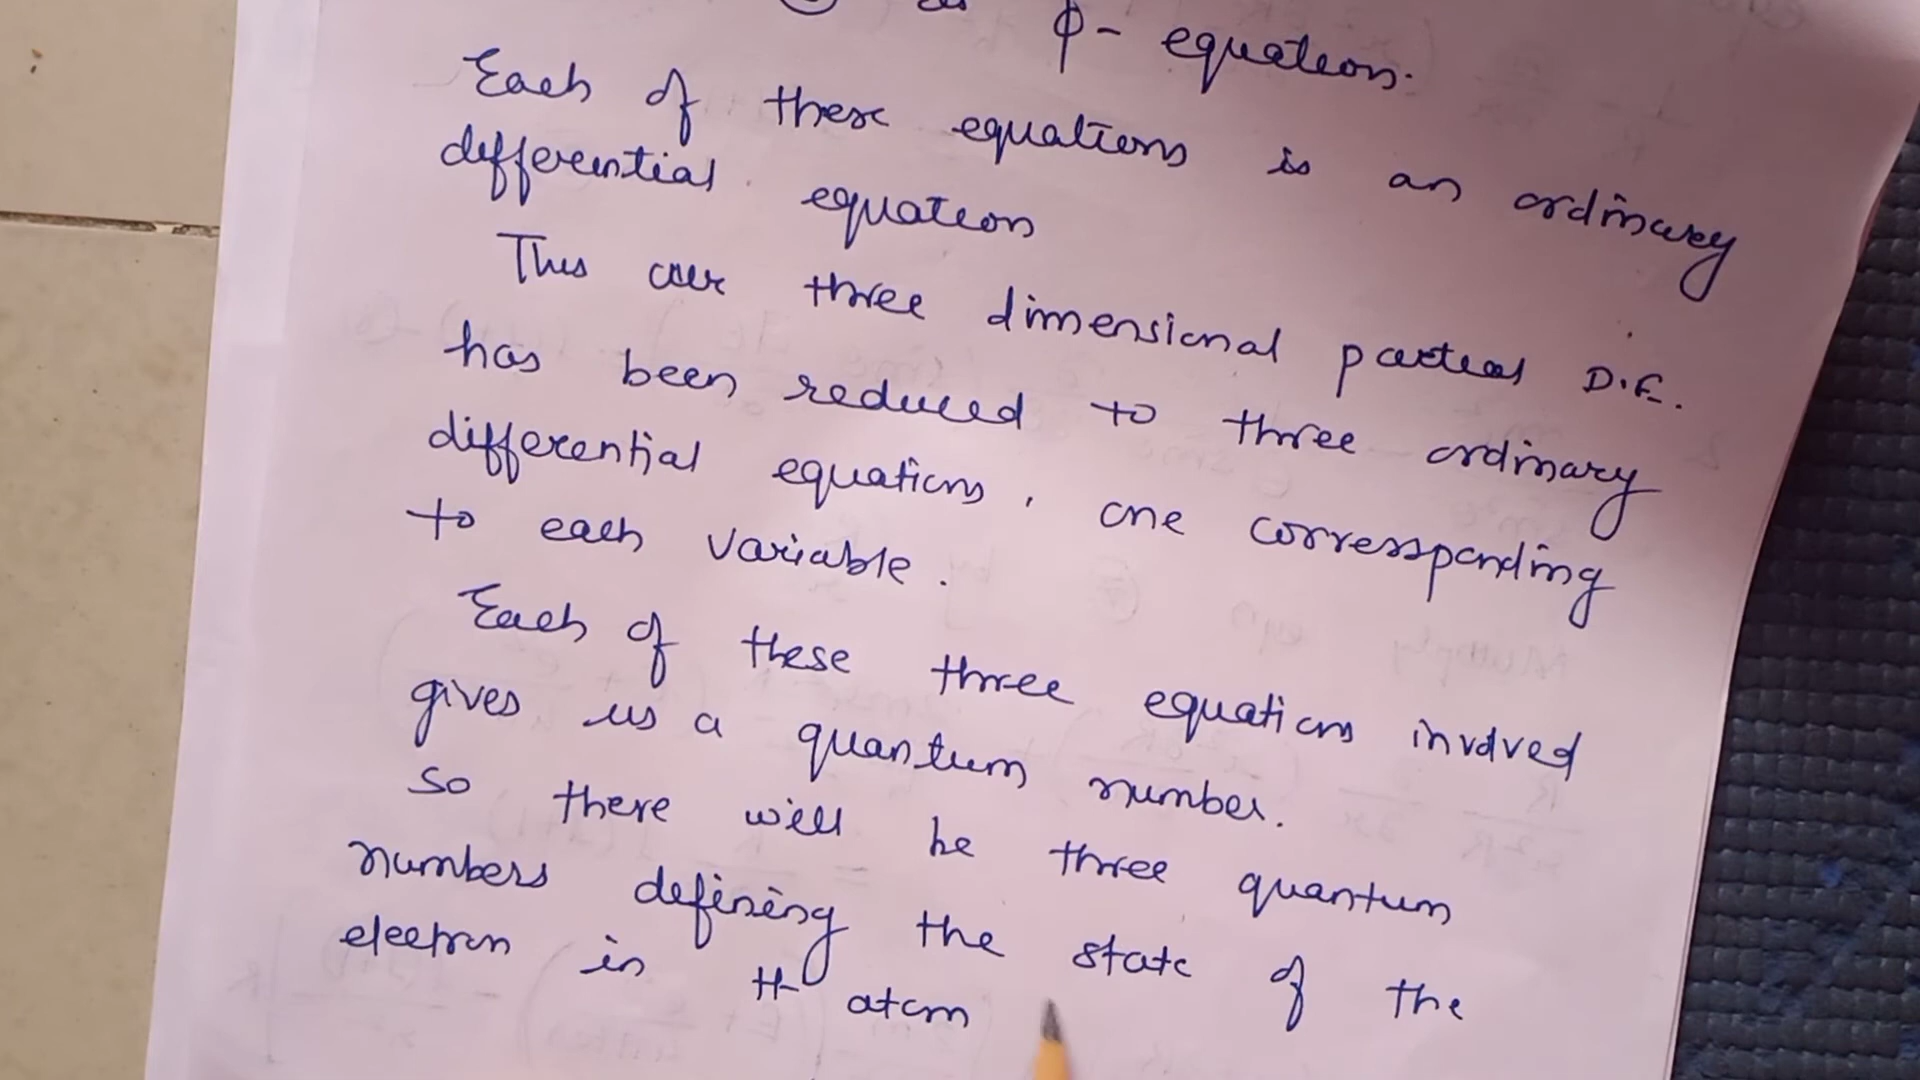 ϕ- equation.
Each of these equations is an ordinary
differential equation
Thus our three dimensional partial D.E.
has been reduced to three ordinary
differential equations, one corresponding
to each variable.
Each of these three equations involved
gives us a quantum number.
So there will be three quantum
numbers defining the state of the
electron in H- atom